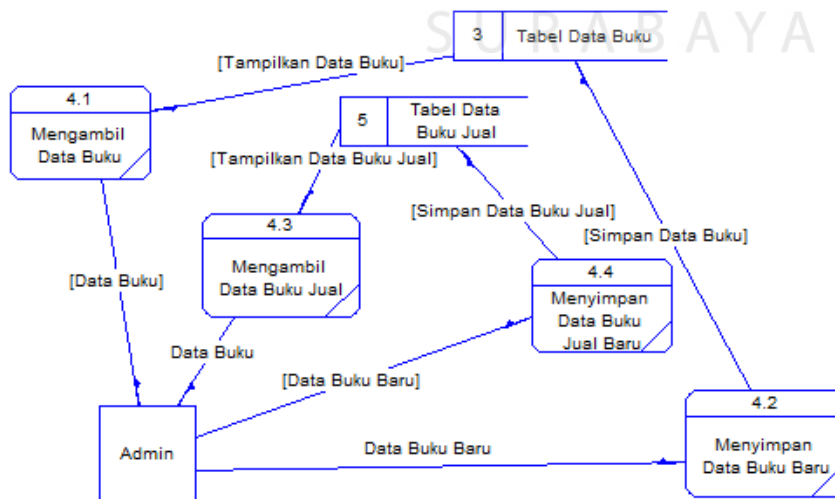 SURABAYA
3
Tabel Data Buku
[Tampilkan Data Buku]
4.1
Mengambil
Data Buku
5
Tabel Data
Buku Jual
[Tampilkan Data Buku Jual]
4.3
Mengambil
Data Buku Jual
[Simpan Data Buku Jual]
[Simpan Data Buku]
4.4
Menyimpan
Data Buku
Jual Baru
[Data Buku]
Data Buku
[Data Buku Baru]
4.2
Menyimpan
Data Buku Baru
Admin
Data Buku Baru